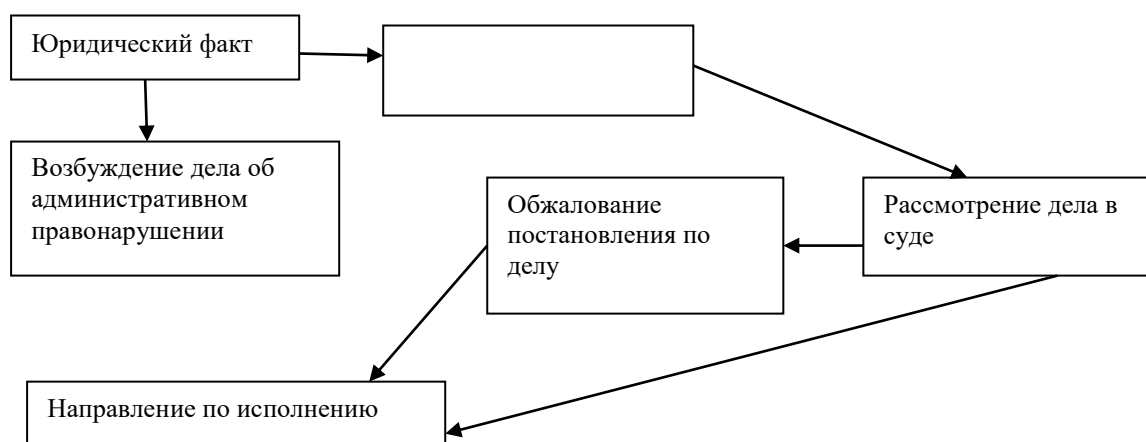 Юридический факт
Возбуждение дела об
административном
правонарушении
Обжалование
постановления по
делу
Рассмотрение дела в
суде
Направление по исполнению